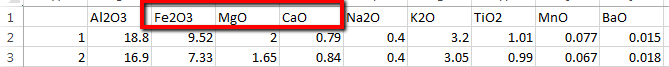 1 Al2O3 Fe2O3 MgO CaO Na2O K2O TiO2 MnO BaO
2 1 18.8 9.52 2 0.79 0.4 3.2 1.01 0.077 0.015
3 2 16.9 7.33 1.65 0.84 0.4 3.05 0.99 0.067 0.018